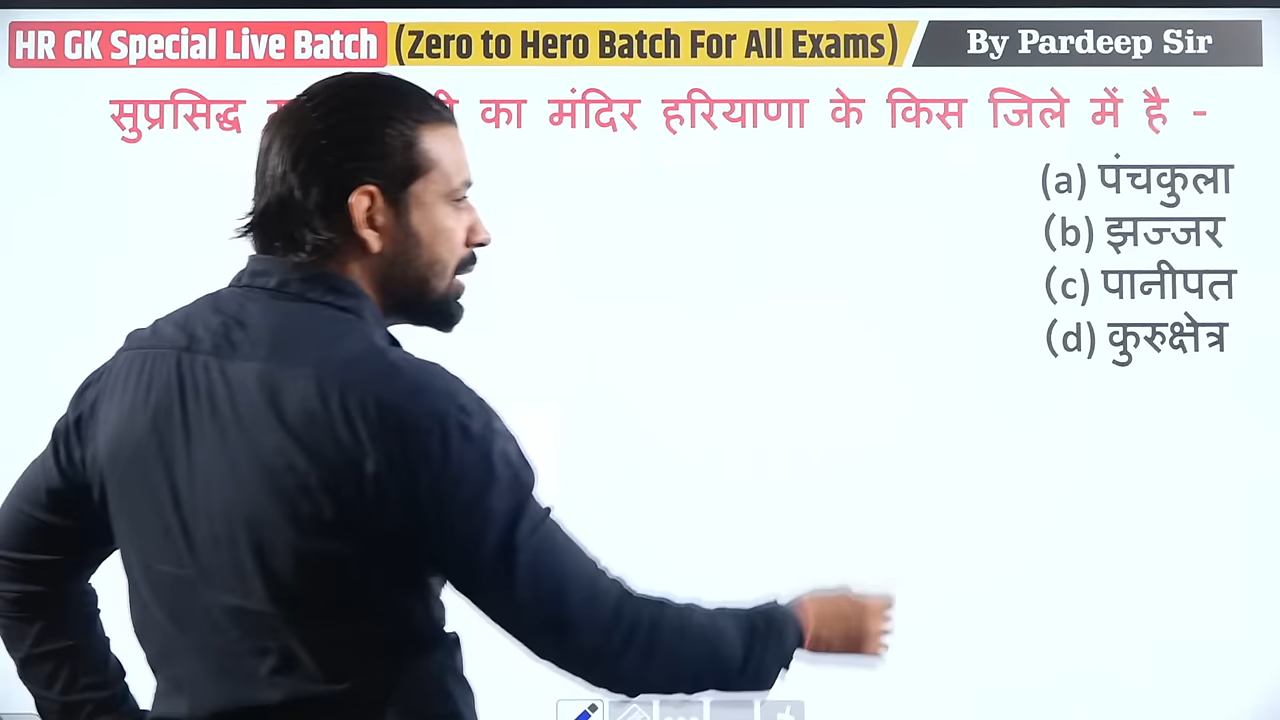 HR GK Special Live Batch (Zero to Hero Batch For All Exams) By Pardeep Sir
सुप्रसिद्ध का मंदिर हरियाणा के किस जिले में है -
(a) पंचकुला
(b) झज्जर
(c) पानीपत
(d) कुरुक्षेत्र